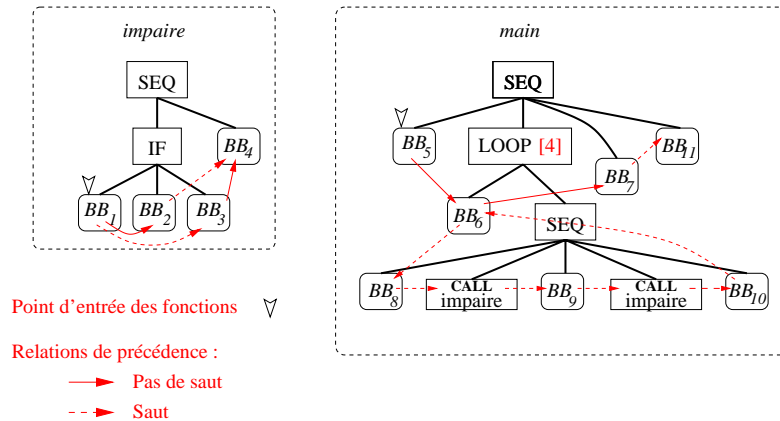 impaire
SEQ
IF
BB4
BB1
BB2
BB3
main
SEQ
BB5
LOOP [4]
BB7
BB11
BB6
SEQ
BB8
CALL
impaire
BB9
CALL
impaire
BB10
Point d'entrée des fonctions
Relations de précédence :
Pas de saut
Saut